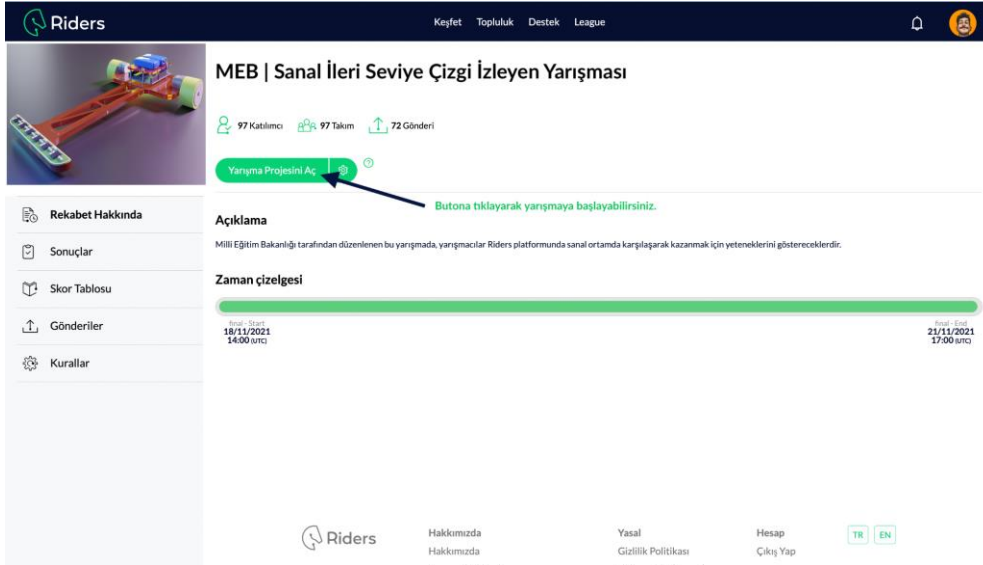 Riders
Keşfet Topluluk Destek League
MEB | Sanal İleri Seviye Çizgi İzleyen Yarışması
97 Katılımcı 97 Takım 72 Gönderi
Yarışma Projesini Aç
Butona tıklayarak yarışmaya başlayabilirsiniz.
Rekabet Hakkında
Sonuçlar
Skor Tablosu
Gönderiler
Kurallar
Açıklama
Milli Eğitim Bakanlığı tarafından düzenlenen bu yarışmada, yarışmacılar Riders platformunda sanal ortamda karşılaşarak kazanmak için yeteneklerini göstereceklerdir.
Zaman çizelgesi
final - Start
18/11/2021
14:00 (UTC)
final - End
21/11/2021
17:00 (UTC)
Riders
Hakkımızda
Hakkımızda
Yasal
Gizlilik Politikası
Hesap
Çıkış Yap
TR EN